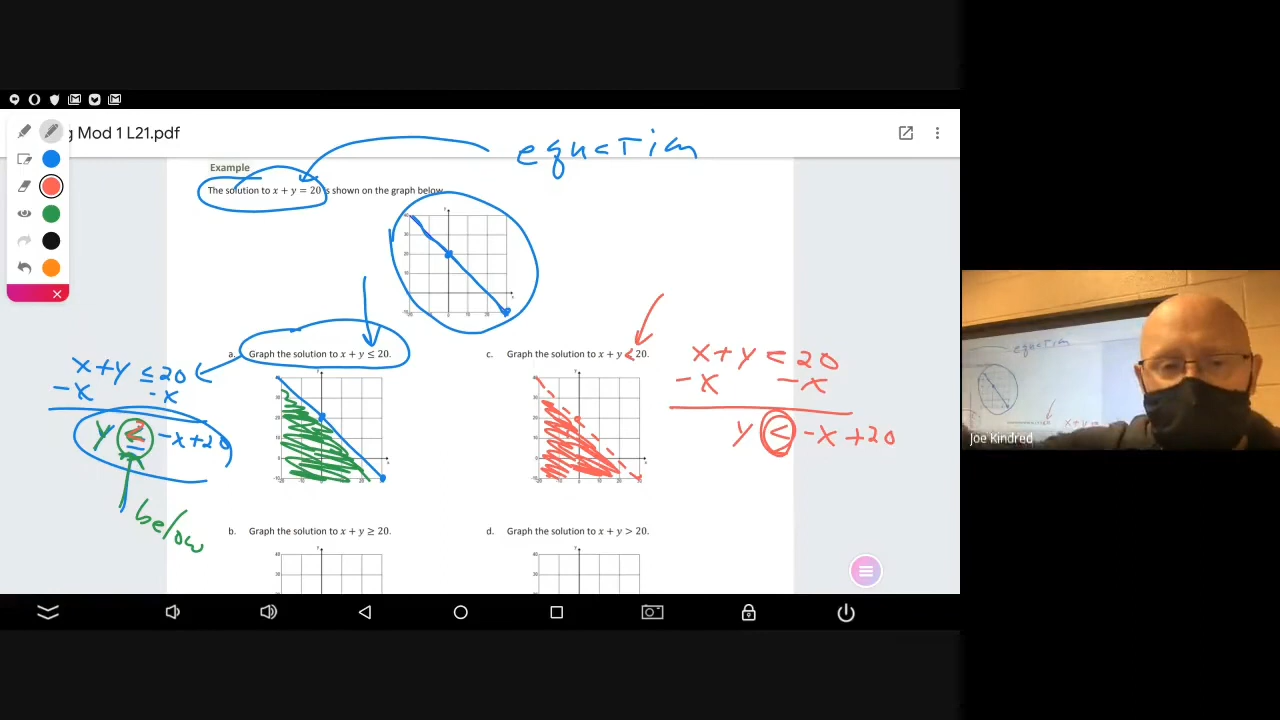 g Mod 1 L21.pdf
equation
Example
The solution to x + y = 20 is shown on the graph below.
a. Graph the solution to x + y ≤ 20.
c. Graph the solution to x + y < 20.
x+y ≤ 20
-x -x
y ≤ -x+20
below
x+y < 20
-x -x
y < -x+20
Joe Kindred
b. Graph the solution to x + y ≥ 20.
d. Graph the solution to x + y > 20.